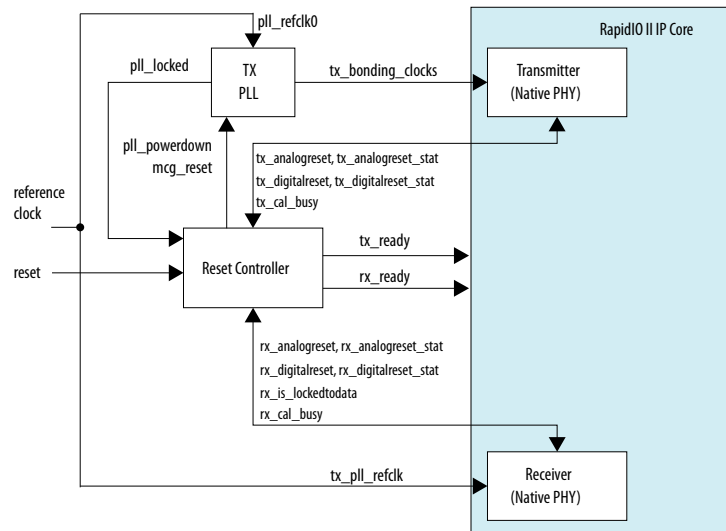 pll_refclk0
RapidIO II IP Core
pll_locked
TX
PLL
tx_bonding_clocks
Transmitter
(Native PHY)
pll_powerdown
mcg_reset
tx_analogreset, tx_analogreset_stat
tx_digitalreset, tx_digitalreset_stat
tx_cal_busy
reference
clock
reset
Reset Controller
tx_ready
rx_ready
rx_analogreset, rx_analogreset_stat
rx_digitalreset, rx_digitalreset_stat
rx_is_lockedtodata
rx_cal_busy
tx_pll_refclk
Receiver
(Native PHY)